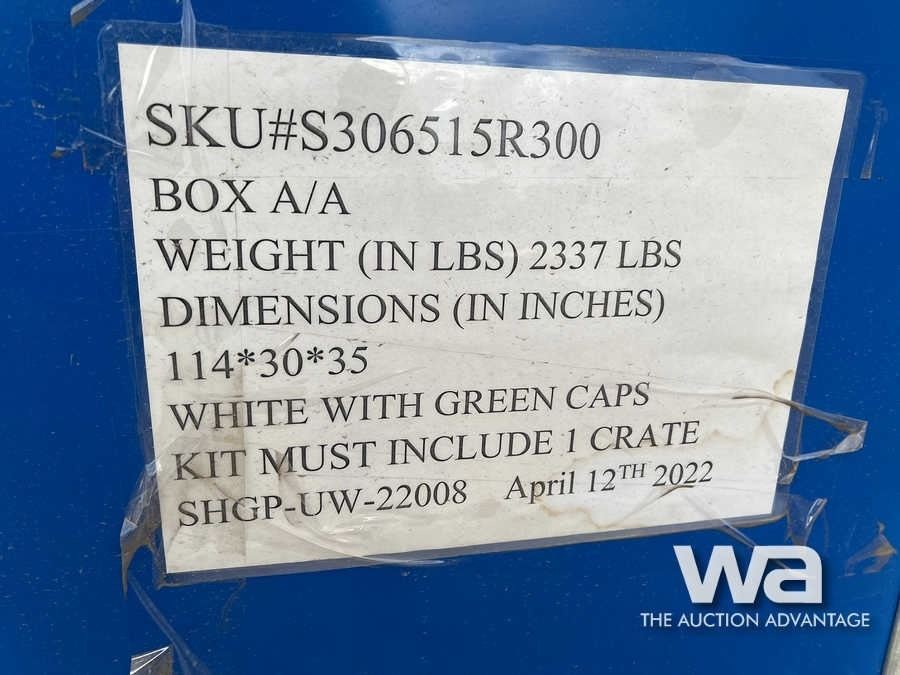 SKU#S306515R300
BOX A/A
WEIGHT (IN LBS) 2337 LBS
DIMENSIONS (IN INCHES)
114*30*35
WHITE WITH GREEN CAPS
KIT MUST INCLUDE 1 CRATE
SHGP-UW-22008 April 12TH 2022
wa
THE AUCTION ADVANTAGE